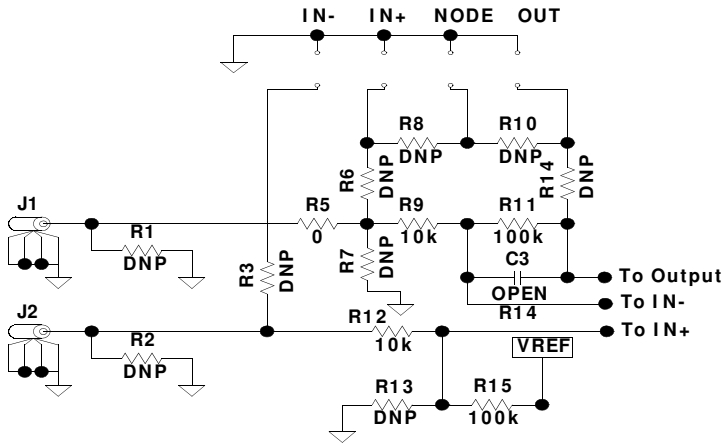 IN- IN+ NODE OUT
R8 DNP
R10 DNP
R6 DNP
R14 DNP
J1
R1 DNP
R5 0
R9 10k
R11 100k
R7 DNP
R3 DNP
C3 OPEN
To Output
To IN-
R14
J2
R2 DNP
R12 10k
To IN+
VREF
R13 DNP
R15 100k